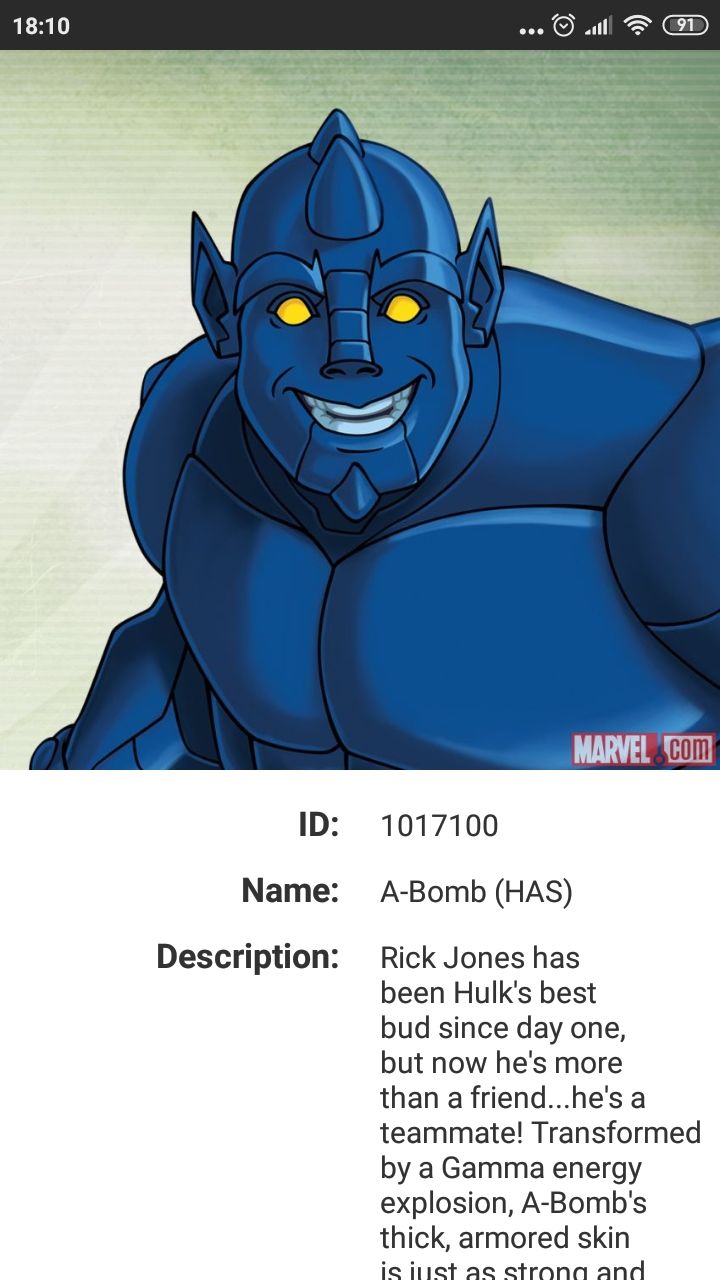 18:10
91
MARVEL.COM
ID: 1017100
Name: A-Bomb (HAS)
Description: Rick Jones has
been Hulk's best
bud since day one,
but now he's more
than a friend...he's a
teammate! Transformed
by a Gamma energy
explosion, A-Bomb's
thick, armored skin
is just as strong and